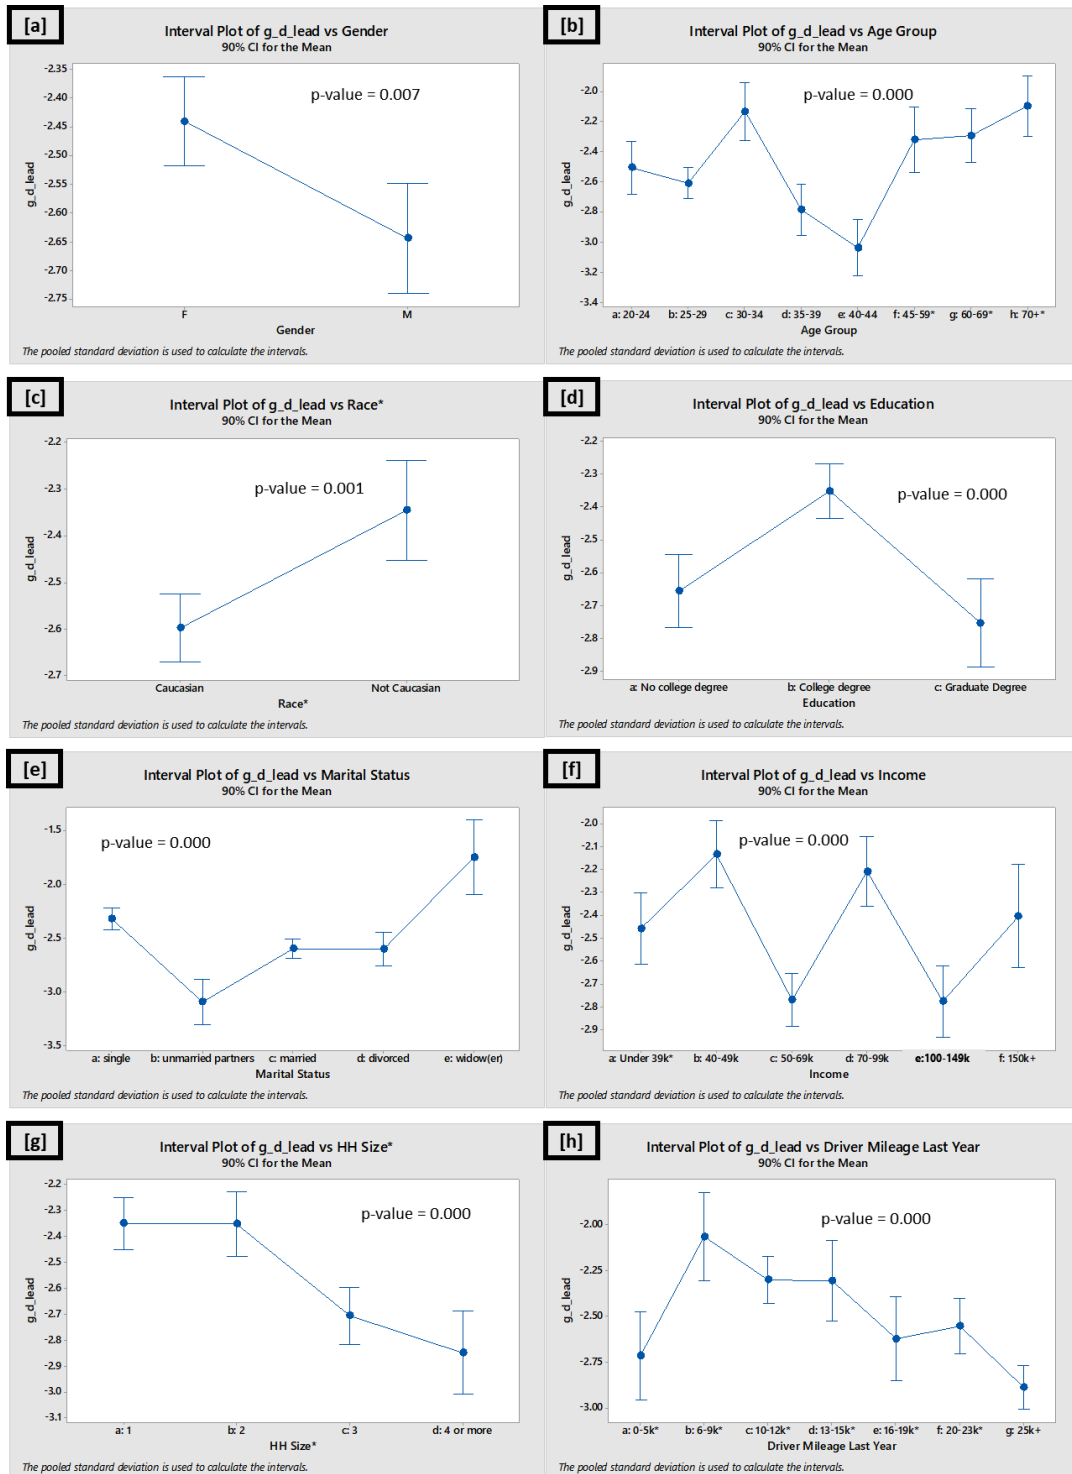 [a]
Interval Plot of g_d_lead vs Gender
90% CI for the Mean
p-value = 0.007
-2.35
-2.40
-2.45
-2.50
-2.55
-2.60
-2.65
-2.70
-2.75
g_d_lead
F M
Gender
The pooled standard deviation is used to calculate the intervals.
[b]
Interval Plot of g_d_lead vs Age Group
90% CI for the Mean
p-value = 0.000
-2.0
-2.2
-2.4
-2.6
-2.8
-3.0
-3.2
-3.4
g_d_lead
a: 20-24 b: 25-29 c: 30-34 d: 35-39 e: 40-44 f: 45-59* g: 60-69* h: 70+*
Age Group
The pooled standard deviation is used to calculate the intervals.
[c]
Interval Plot of g_d_lead vs Race*
90% CI for the Mean
p-value = 0.001
-2.2
-2.3
-2.4
-2.5
-2.6
-2.7
g_d_lead
Caucasian Not Caucasian
Race*
The pooled standard deviation is used to calculate the intervals.
[d]
Interval Plot of g_d_lead vs Education
90% CI for the Mean
p-value = 0.000
-2.2
-2.3
-2.4
-2.5
-2.6
-2.7
-2.8
-2.9
g_d_lead
a: No college degree b: College degree c: Graduate Degree
Education
The pooled standard deviation is used to calculate the intervals.
[e]
Interval Plot of g_d_lead vs Marital Status
90% CI for the Mean
p-value = 0.000
-1.5
-2.0
-2.5
-3.0
-3.5
g_d_lead
a: single b: unmarried partners c: married d: divorced e: widow(er)
Marital Status
The pooled standard deviation is used to calculate the intervals.
[f]
Interval Plot of g_d_lead vs Income
90% CI for the Mean
p-value = 0.000
-2.0
-2.1
-2.2
-2.3
-2.4
-2.5
-2.6
-2.7
-2.8
-2.9
g_d_lead
a: Under 39k* b: 40-49k c: 50-69k d: 70-99k e:100-149k f: 150k+
Income
The pooled standard deviation is used to calculate the intervals.
[g]
Interval Plot of g_d_lead vs HH Size*
90% CI for the Mean
p-value = 0.000
-2.2
-2.3
-2.4
-2.5
-2.6
-2.7
-2.8
-2.9
-3.0
-3.1
g_d_lead
a: 1 b: 2 c: 3 d: 4 or more
HH Size*
The pooled standard deviation is used to calculate the intervals.
[h]
Interval Plot of g_d_lead vs Driver Mileage Last Year
90% CI for the Mean
p-value = 0.000
-2.00
-2.25
-2.50
-2.75
-3.00
g_d_lead
a: 0-5k* b: 6-9k* c: 10-12k* d: 13-15k* e: 16-19k* f: 20-23k* g: 25k+
Driver Mileage Last Year
The pooled standard deviation is used to calculate the intervals.